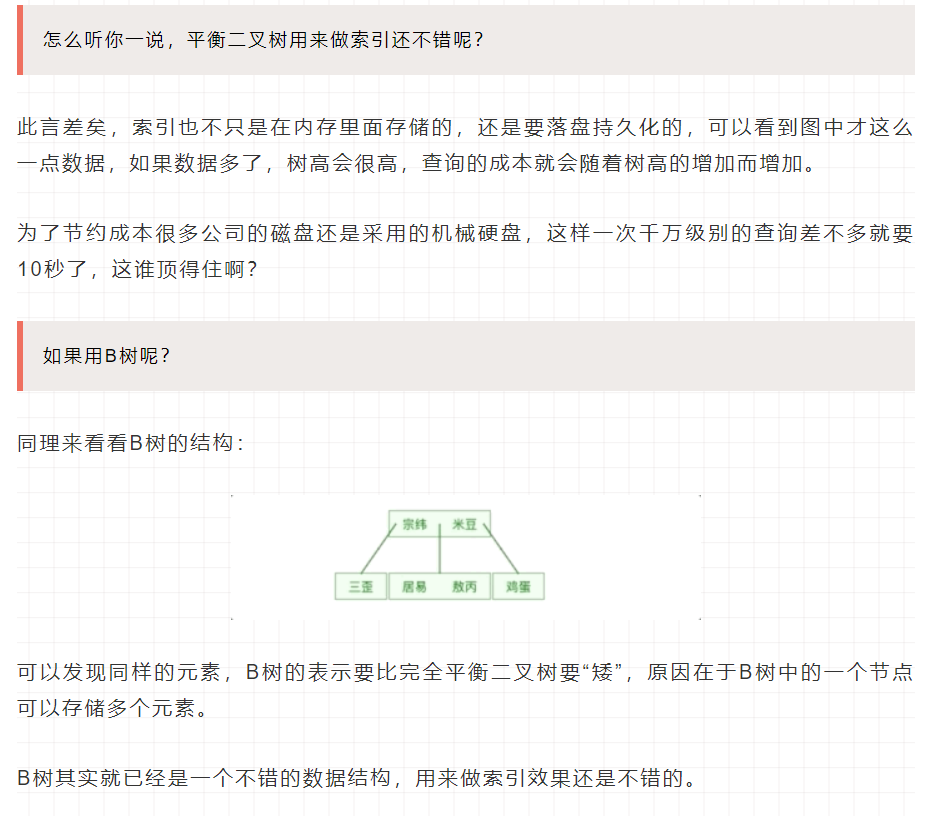 怎么听你一说，平衡二叉树用来做索引还不错呢？
此言差矣，索引也不只是在内存里面存储的，还是要落盘持久化的，可以看到图中才这么
一点数据，如果数据多了，树高会很高，查询的成本就会随着树高的增加而增加。
为了节约成本很多公司的磁盘还是采用的机械硬盘，这样一次千万级别的查询差不多就要
10秒了，这谁顶得住啊？
如果用B树呢？
同理来看看B树的结构：
宗纬 米豆
三歪 居易 敖丙 鸡蛋
可以发现同样的元素，B树的表示要比完全平衡二叉树要“矮”，原因在于B树中的一个节点
可以存储多个元素。
B树其实就已经是一个不错的数据结构，用来做索引效果还是不错的。